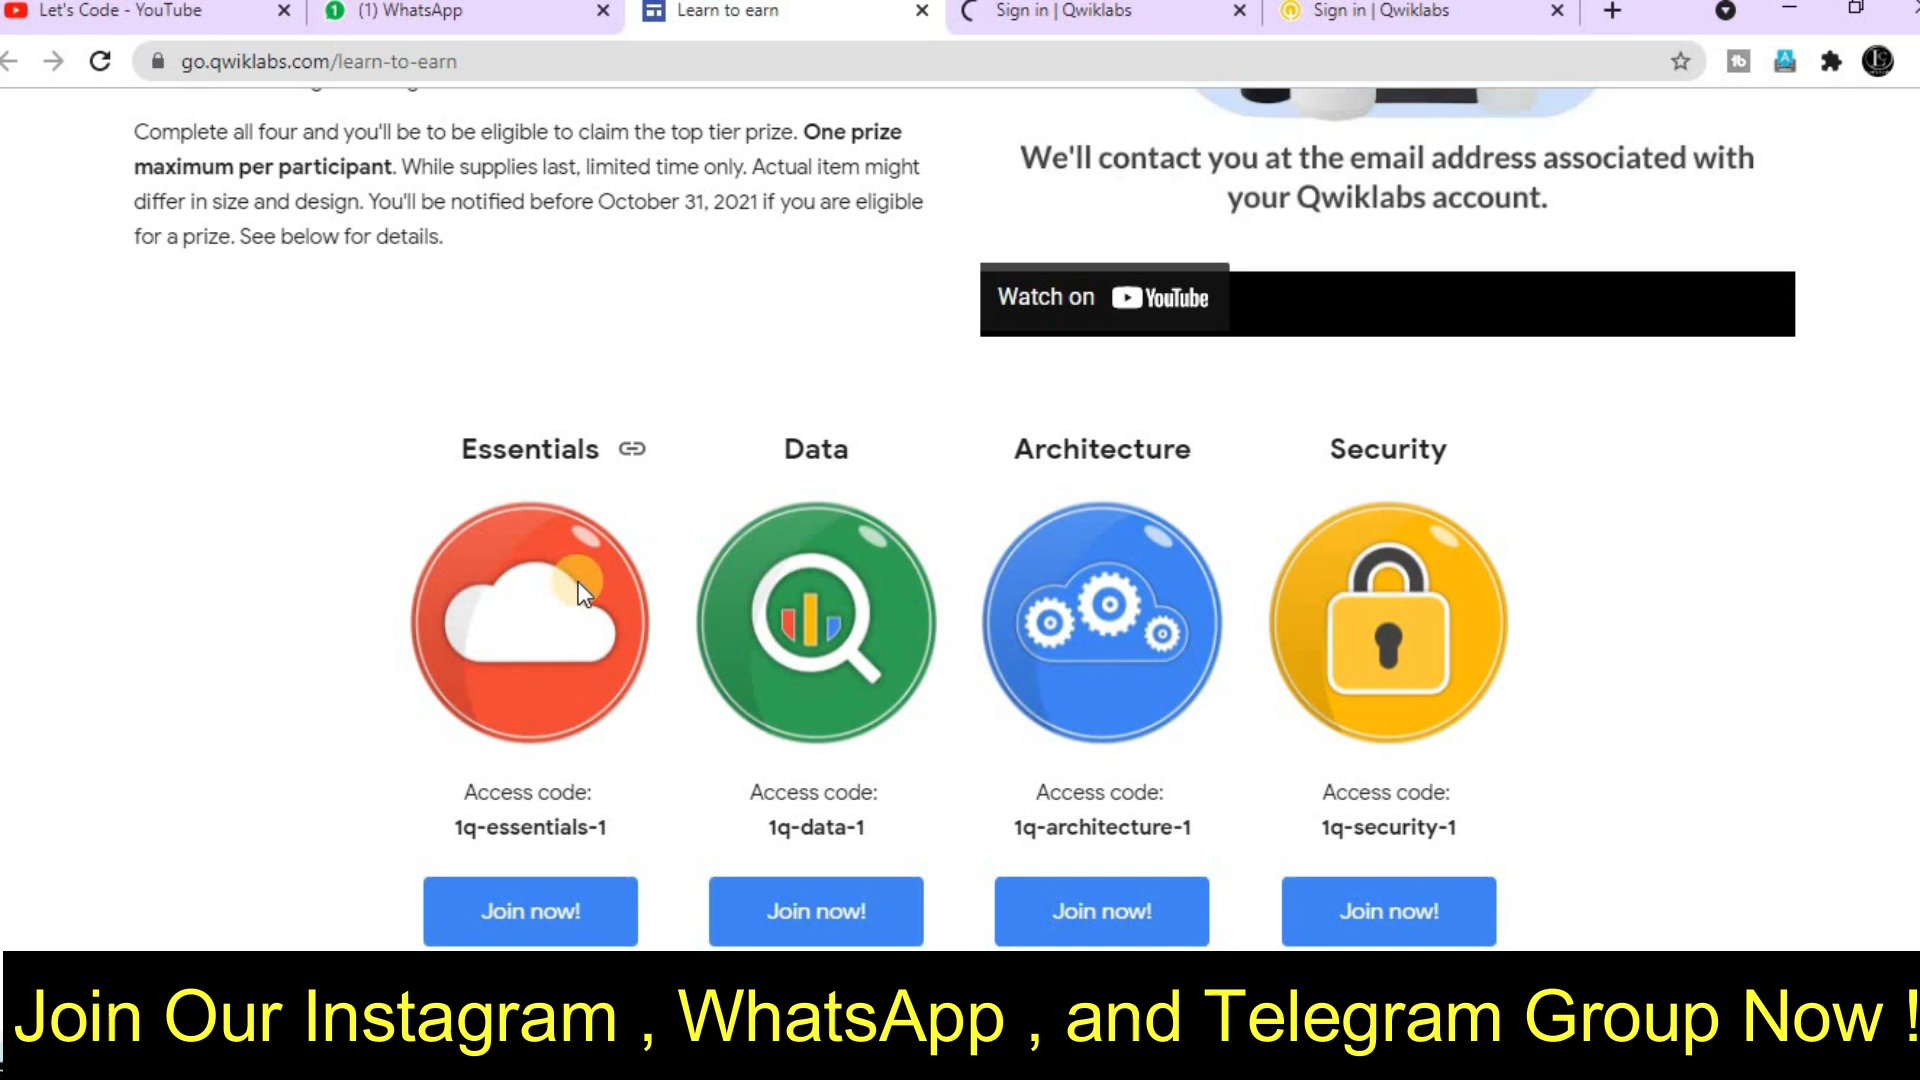 Let's Code - YouTube
(1) WhatsApp
Learn to earn
Sign in | Qwiklabs
Sign in | Qwiklabs
go.qwiklabs.com/learn-to-earn
Complete all four and you'll be to be eligible to claim the top tier prize. One prize
maximum per participant. While supplies last, limited time only. Actual item might
differ in size and design. You'll be notified before October 31, 2021 if you are eligible
for a prize. See below for details.
We'll contact you at the email address associated with
your Qwiklabs account.
Watch on YouTube
Essentials
Data
Architecture
Security
Access code:
1q-essentials-1
Access code:
1q-data-1
Access code:
1q-architecture-1
Access code:
1q-security-1
Join now!
Join now!
Join now!
Join now!
Join Our Instagram , WhatsApp , and Telegram Group Now !